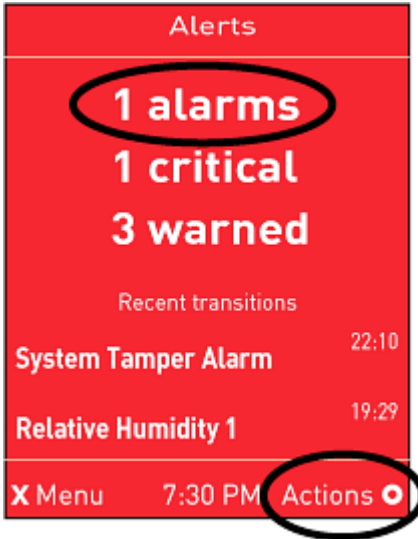 Alerts
1 alarms
1 critical
3 warned
Recent transitions
System Tamper Alarm 22:10
Relative Humidity 1 19:29
X Menu 7:30 PM Actions O